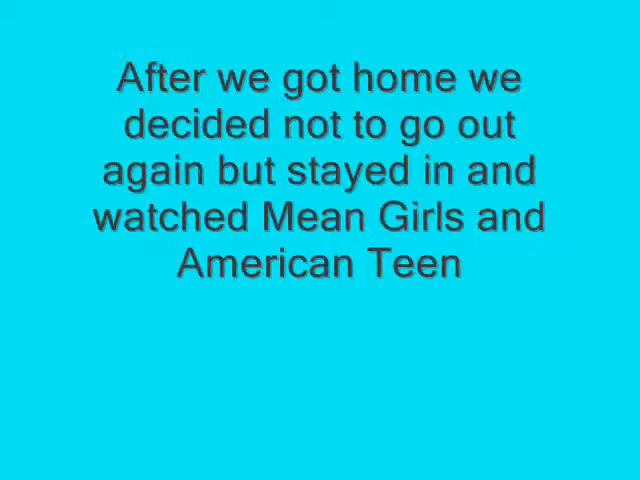 After we got home we
decided not to go out
again but stayed in and
watched Mean Girls and
American Teen